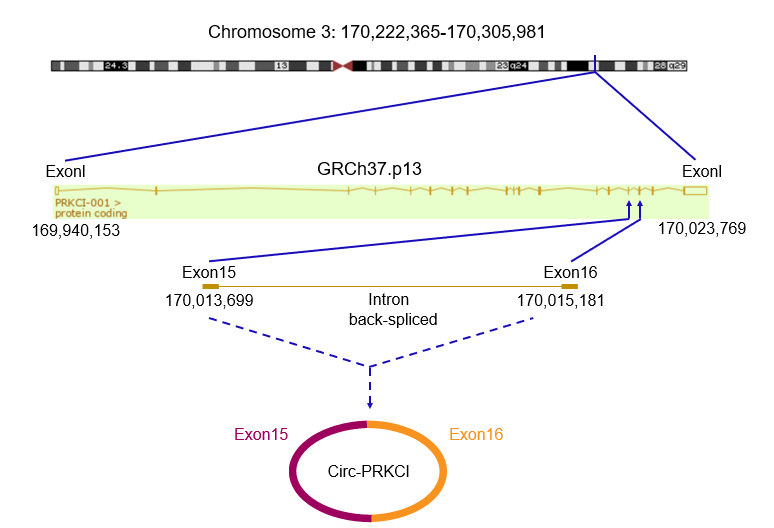 Chromosome 3: 170,222,365-170,305,981
24.3
13
23
q24
28
q29
ExonI
GRCh37.p13
ExonI
PRKCI-001 >
protein coding
169,940,153
170,023,769
Exon15
Exon16
170,013,699
Intron
170,015,181
back-spliced
Exon15
Exon16
Circ-PRKCI